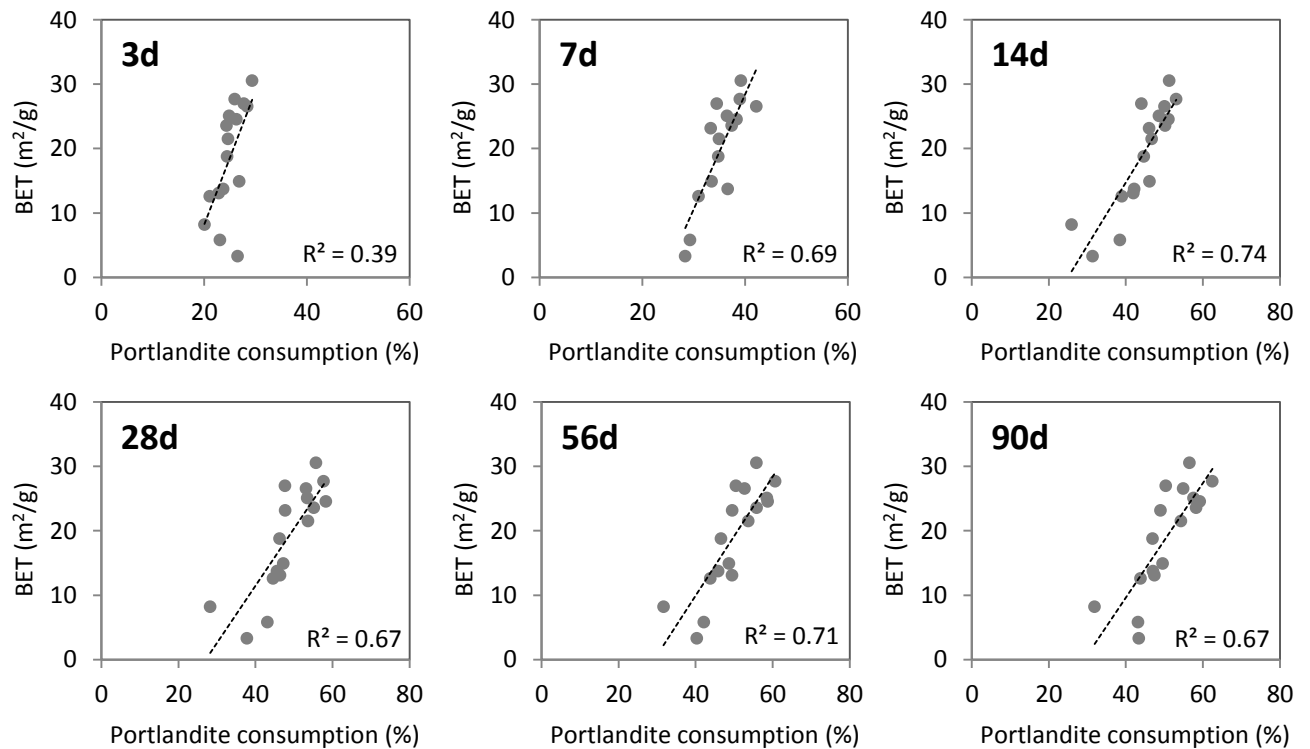 3d
BET (m²/g)
40
30
20
10
0
0 20 40 60
Portlandite consumption (%)
R² = 0.39
7d
BET (m²/g)
40
30
20
10
0
0 20 40 60
Portlandite consumption (%)
R² = 0.69
14d
BET (m²/g)
40
30
20
10
0
0 20 40 60 80
Portlandite consumption (%)
R² = 0.74
28d
BET (m²/g)
40
30
20
10
0
0 20 40 60 80
Portlandite consumption (%)
R² = 0.67
56d
BET (m²/g)
40
30
20
10
0
0 20 40 60 80
Portlandite consumption (%)
R² = 0.71
90d
BET (m²/g)
40
30
20
10
0
0 20 40 60 80
Portlandite consumption (%)
R² = 0.67